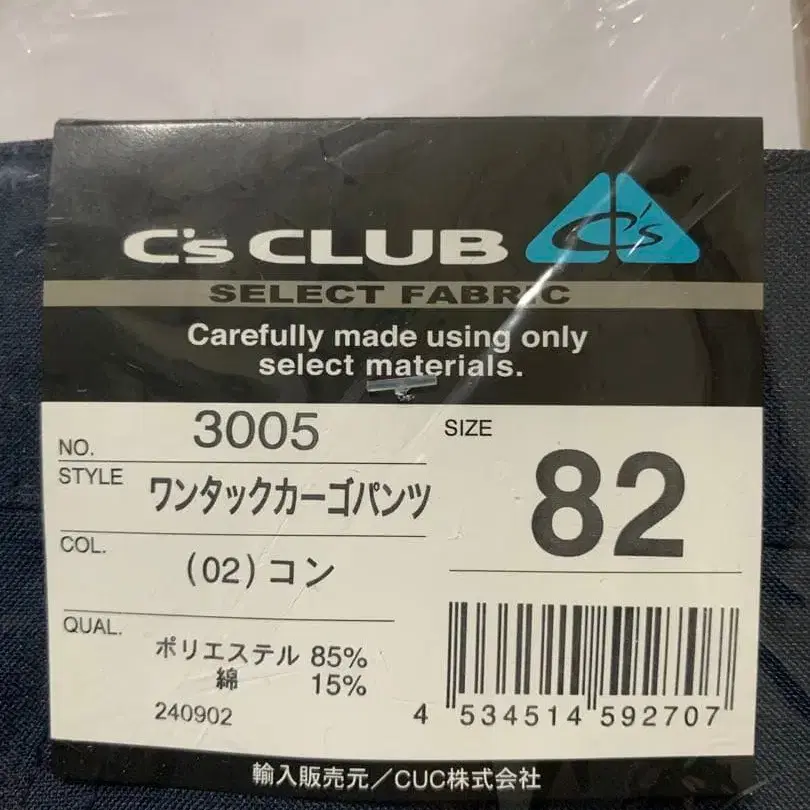 C's CLUB
C's
SELECT FABRIC
Carefully made using only
select materials.
NO. 3005
SIZE 82
STYLE ワンタックカーゴパンツ
COL. (02)コン
QUAL. ポリエステル 85%
綿 15%
240902
4 534514 592707
輸入販売元／CUC株式会社